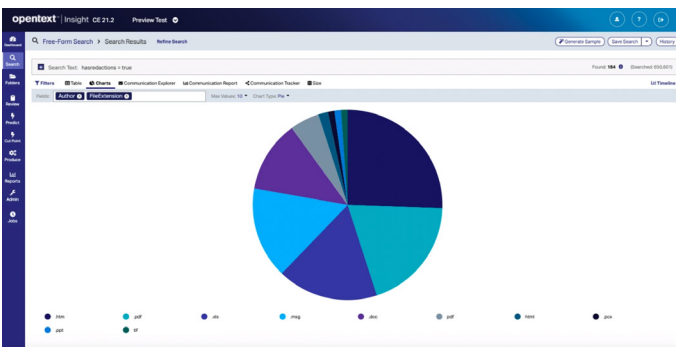 opentext™ | Insight CE 21.2 Preview Test
Dashboard
Free-Form Search > Search Results Refine Search
Generate Sample Save Search History
Search
Search Text: hasredactions = true
Found: 184
Folders
Filters Table Charts Communication Explorer Communication Report Communication Tracker Size
Timeline
Review
Fields: Author FileExtension Max Values: 10 Chart Type: Pie
Predict
Cut Point
Produce
Reports
Admin
Jobs
.htm .pdf .xls .msg .doc .pdf .html .pcx
.ppt .tif